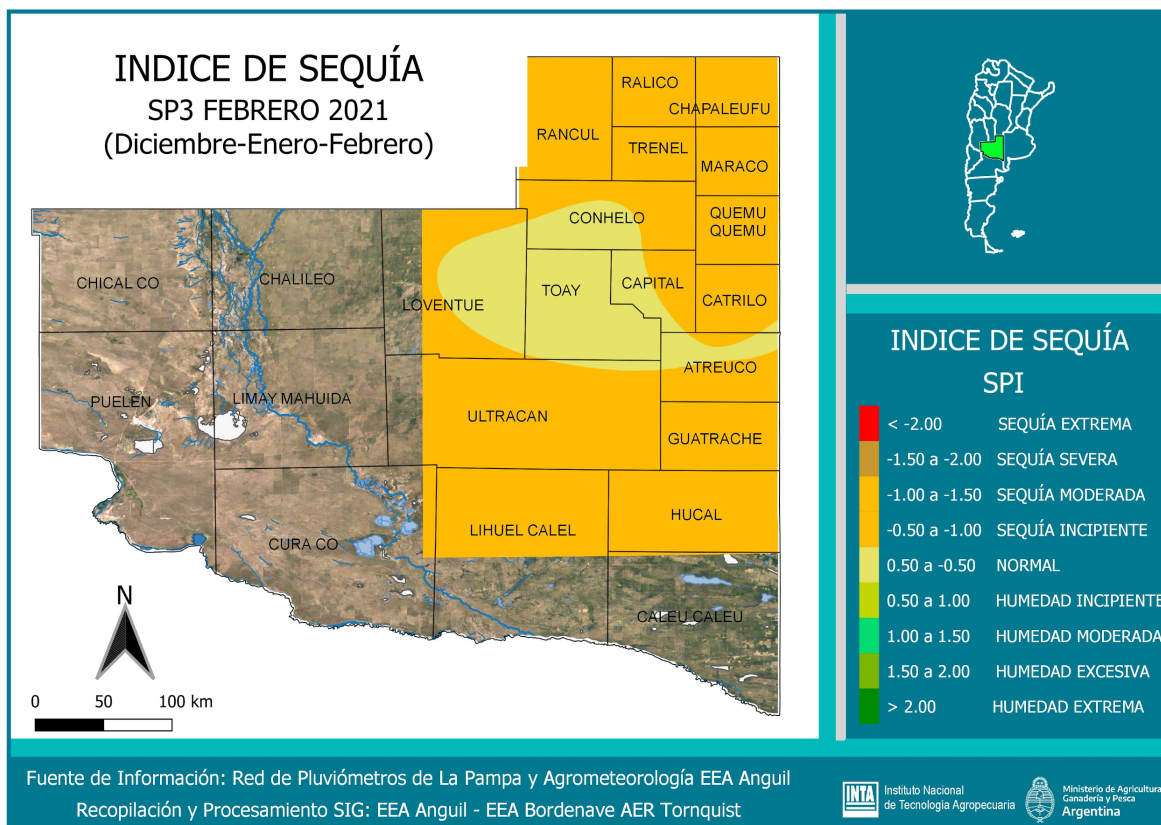 INDICE DE SEQUÍA
SP3 FEBRERO 2021
(Diciembre-Enero-Febrero)
RALICO
CHAPALEUFU
RANCUL
TRENEL
MARACO
CONHELO
QUEMU
QUEMU
CHICAL CO
CHALILEO
LOVENTUE
TOAY
CAPITAL
CATRILO
ATREUCO
PUELEN
LIMAY MAHUIDA
ULTRACAN
GUATRACHE
CURA CO
LIHUEL CALEL
HUCAL
CALEU CALEU
N
0 50 100 km
INDICE DE SEQUÍA
SPI
< -2.00 SEQUÍA EXTREMA
-1.50 a -2.00 SEQUÍA SEVERA
-1.00 a -1.50 SEQUÍA MODERADA
-0.50 a -1.00 SEQUÍA INCIPIENTE
0.50 a -0.50 NORMAL
0.50 a 1.00 HUMEDAD INCIPIENTE
1.00 a 1.50 HUMEDAD MODERADA
1.50 a 2.00 HUMEDAD EXCESIVA
> 2.00 HUMEDAD EXTREMA
Fuente de Información: Red de Pluviómetros de La Pampa y Agrometeorología EEA Anguil
Recopilación y Procesamiento SIG: EEA Anguil - EEA Bordenave AER Tornquist
INTA
Instituto Nacional
de Tecnología Agropecuaria
Ministerio de Agricultura
Ganadería y Pesca
Argentina